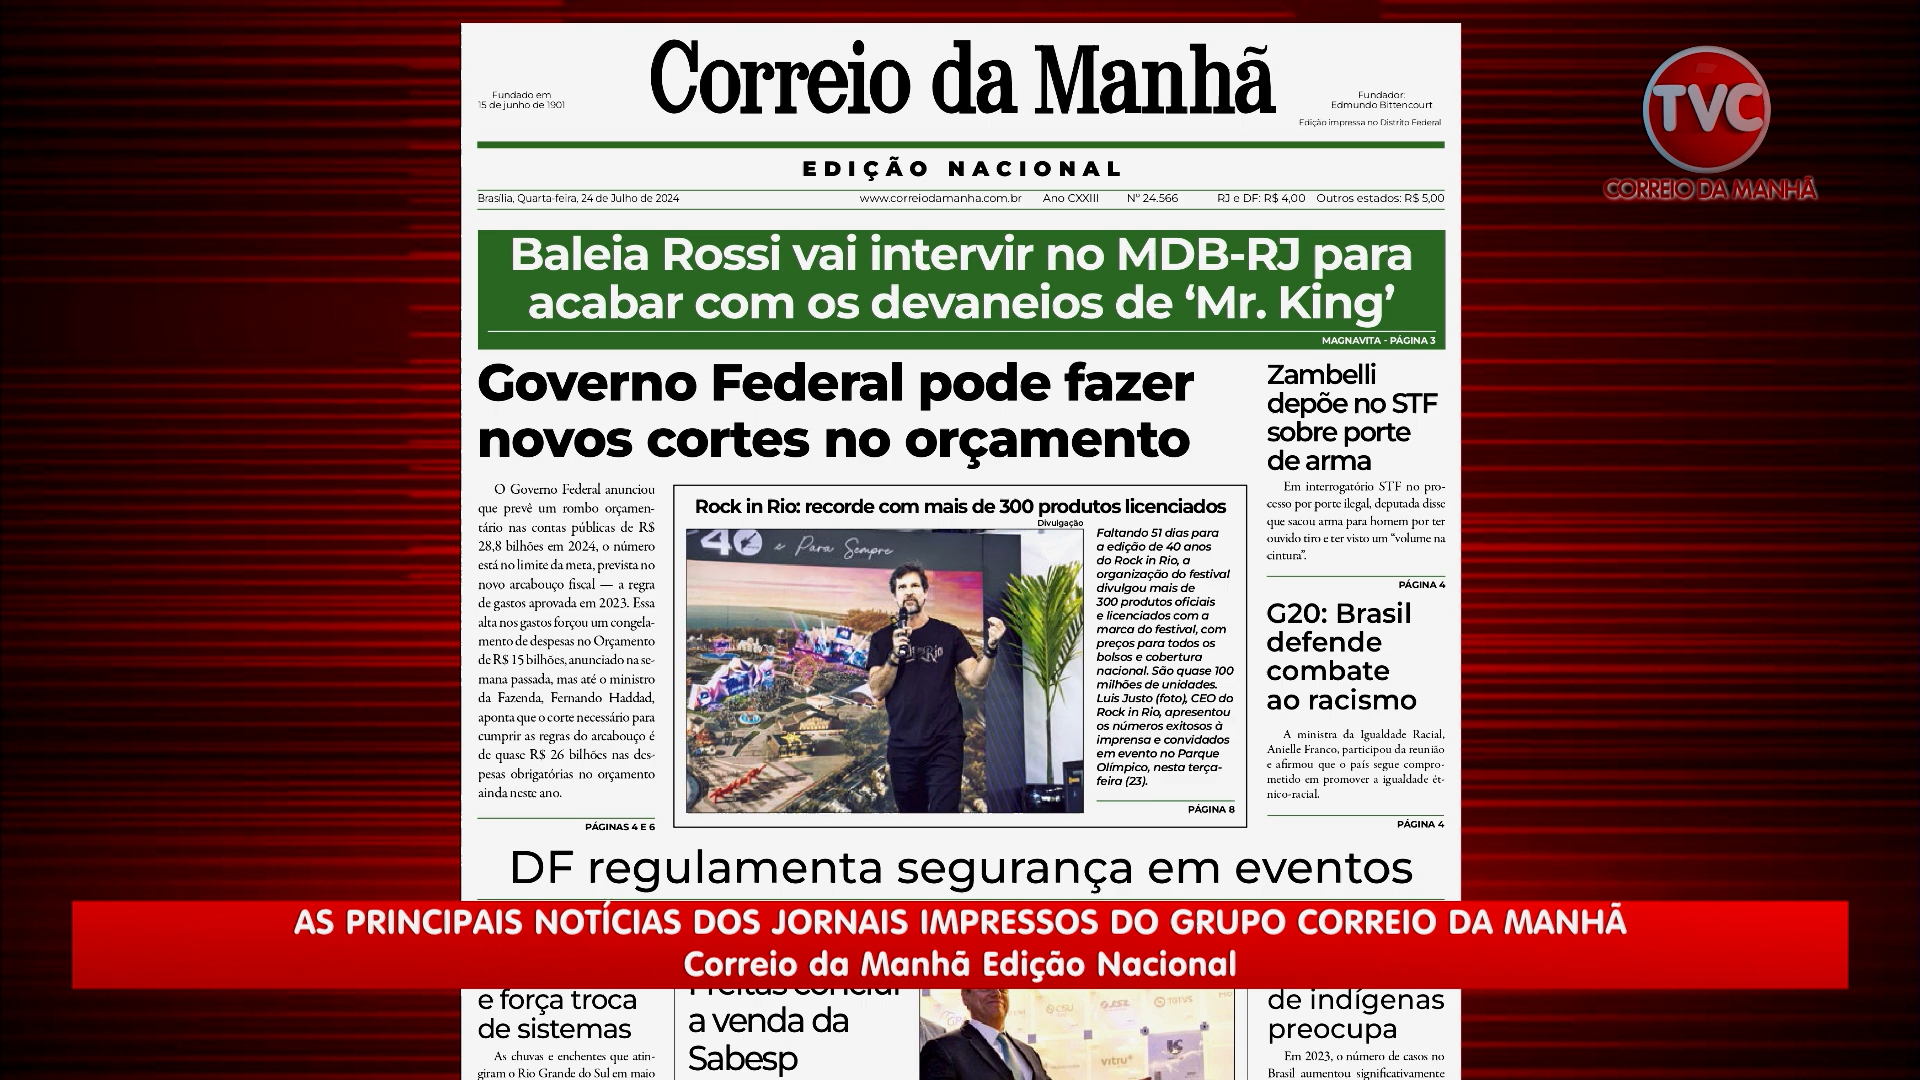 Correio da Manhã
Fundado em
15 de junho de 1901
Fundador:
Edmundo Bittencourt
Edição impressa no Distrito Federal
EDIÇÃO NACIONAL
Brasília, Quarta-feira, 24 de Julho de 2024
www.correiodamanha.com.br
Ano CXXIII
Nº 24.566
RJ e DF: R$ 4,00
Outros estados: R$ 5,00
TVC
CORREIO DA MANHÃ
Baleia Rossi vai intervir no MDB-RJ para
acabar com os devaneios de ‘Mr. King’
MAGNAVITA - PÁGINA 3
Governo Federal pode fazer
novos cortes no orçamento
O Governo Federal anunciou
que prevê um rombo orçamen-
tário nas contas públicas de R$
28,8 bilhões em 2024, o número
está no limite da meta, prevista no
novo arcabouço fiscal — a regra
de gastos aprovada em 2023. Essa
alta nos gastos forçou um congela-
mento de despesas no Orçamento
de R$ 15 bilhões, anunciado na se-
mana passada, mas até o ministro
da Fazenda, Fernando Haddad,
aponta que o corte necessário para
cumprir as regras do arcabouço é
de quase R$ 26 bilhões nas des-
pesas obrigatórias no orçamento
ainda neste ano.
PÁGINAS 4 E 6
Rock in Rio: recorde com mais de 300 produtos licenciados
Divulgação
40
e Para Sempre
Faltando 51 dias para
a edição de 40 anos
do Rock in Rio, a
organização do festival
divulgou mais de
300 produtos oficiais
e licenciados com a
marca do festival, com
preços para todos os
bolsos e cobertura
nacional. São quase 100
milhões de unidades.
Luis Justo (foto), CEO do
Rock in Rio, apresentou
os números exitosos à
imprensa e convidados
em evento no Parque
Olímpico, nesta terça-
feira (23).
PÁGINA 8
Zambelli
depõe no STF
sobre porte
de arma
Em interrogatório STF no pro-
cesso por porte ilegal, deputada disse
que sacou arma para homem por ter
ouvido tiro e ter visto um “volume na
cintura”.
PÁGINA 4
G20: Brasil
defende
combate
ao racismo
A ministra da Igualdade Racial,
Anielle Franco, participou da reunião
e afirmou que o país segue compro-
metido em promover a igualdade ét-
nico-racial.
PÁGINA 4
DF regulamenta segurança em eventos
AS PRINCIPAIS NOTÍCIAS DOS JORNAIS IMPRESSOS DO GRUPO CORREIO DA MANHÃ
Correio da Manhã Edição Nacional
e força troca
de sistemas
As chuvas e enchentes que atin-
giram o Rio Grande do Sul em maio
a venda da
Sabesp
CSU
TOTVS
vitru
de indígenas
preocupa
Em 2023, o número de casos no
Brasil aumentou significativamente